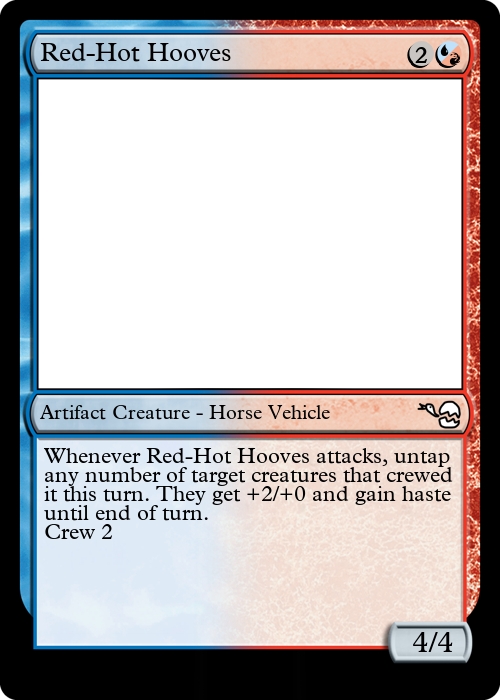 Red-Hot Hooves
2
Artifact Creature - Horse Vehicle
Whenever Red-Hot Hooves attacks, untap
any number of target creatures that crewed
it this turn. They get +2/+0 and gain haste
until end of turn.
Crew 2
4/4